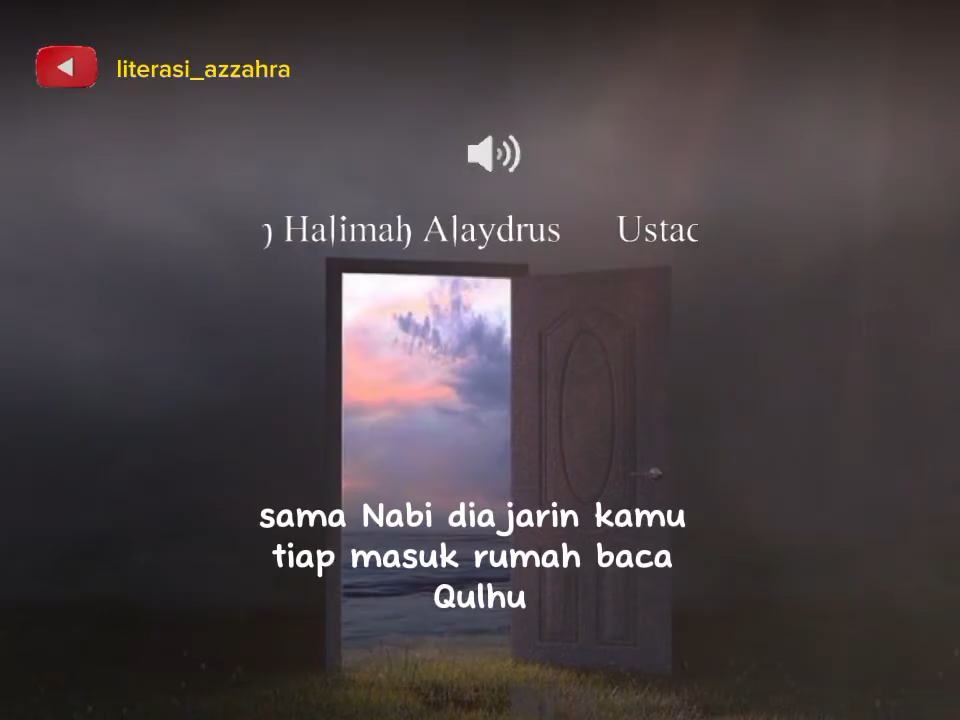 literasi_azzahra
Halimah Alaydrus
sama Nabi diajarin kamu
tiap masuk rumah baca
Qulhu